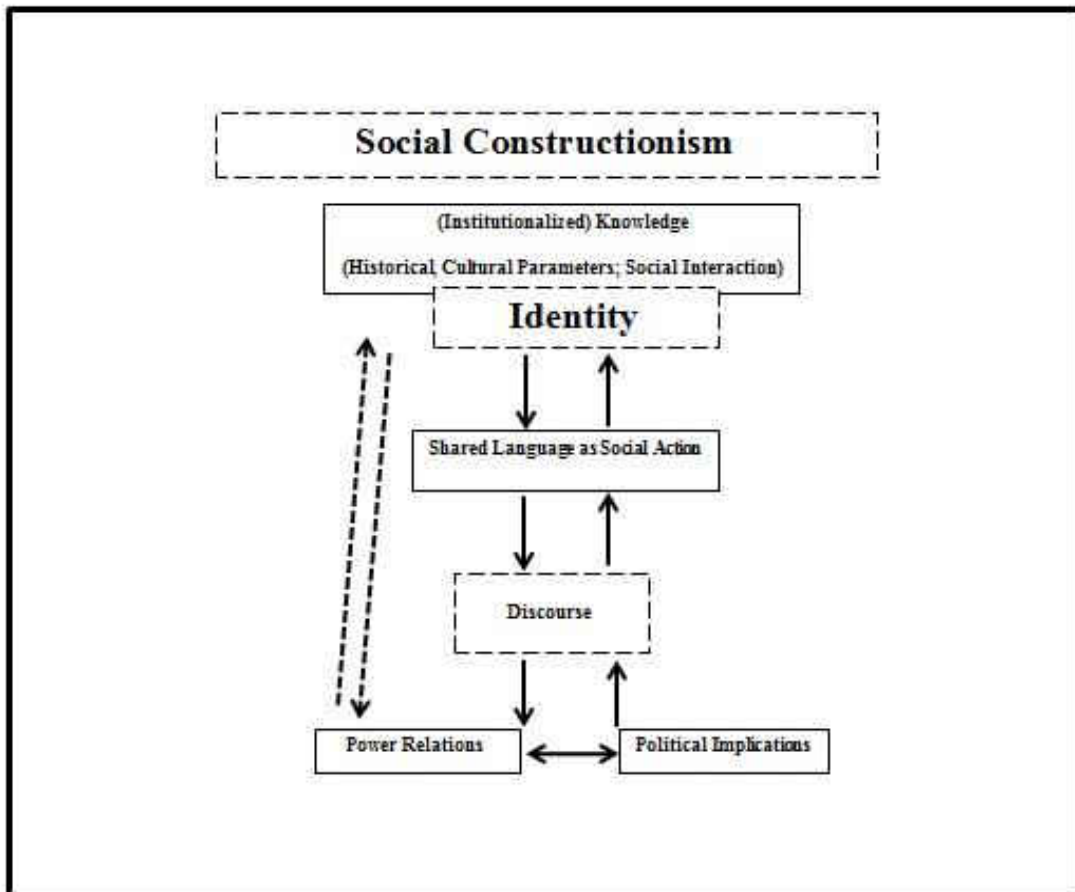 Social Constructionism
(Institutionalized) Knowledge
(Historical, Cultural Parameters; Social Interaction)
Identity
Shared Language as Social Action
Discourse
Power Relations
Political Implications